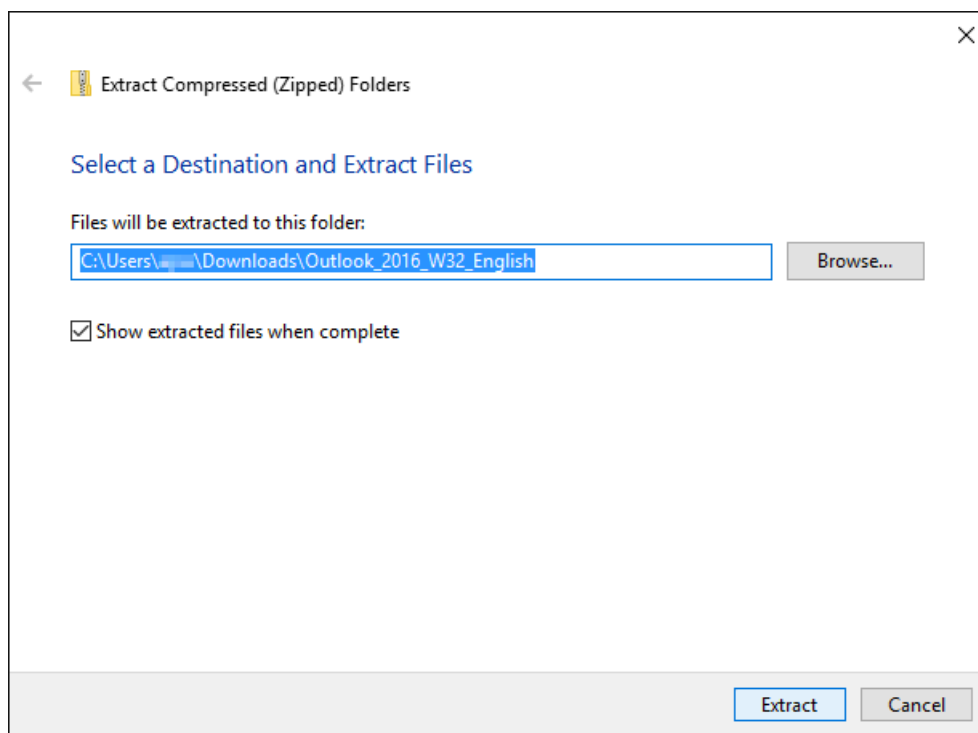 Extract Compressed (Zipped) Folders
Select a Destination and Extract Files
Files will be extracted to this folder:
C:\Users\ \Downloads\Outlook_2016_W32_English
Browse...
Show extracted files when complete
Extract
Cancel